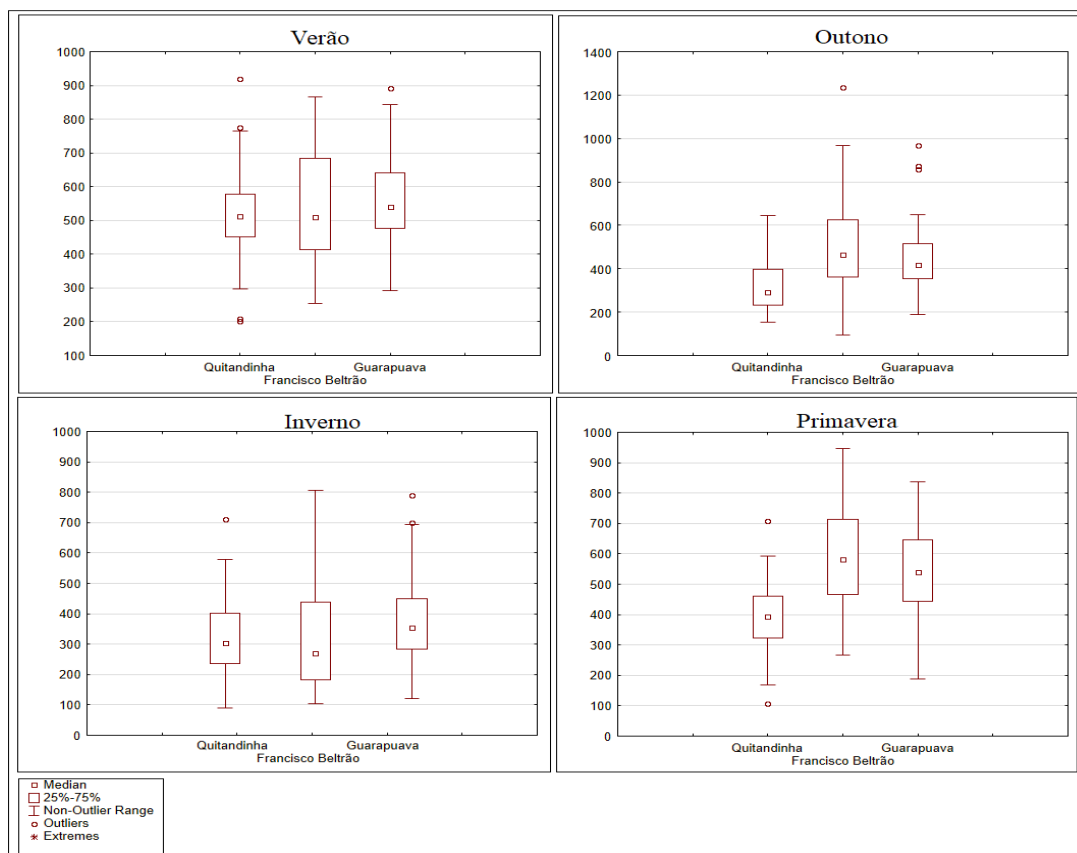 Verão
1000
900
800
700
600
500
400
300
200
100
Quitandinha Guarapuava
Francisco Beltrão
Outono
1400
1200
1000
800
600
400
200
0
Quitandinha Guarapuava
Francisco Beltrão
Inverno
1000
900
800
700
600
500
400
300
200
100
0
Quitandinha Guarapuava
Francisco Beltrão
Primavera
1000
900
800
700
600
500
400
300
200
100
0
Quitandinha Guarapuava
Francisco Beltrão
Median
25%-75%
Non-Outlier Range
Outliers
Extremes